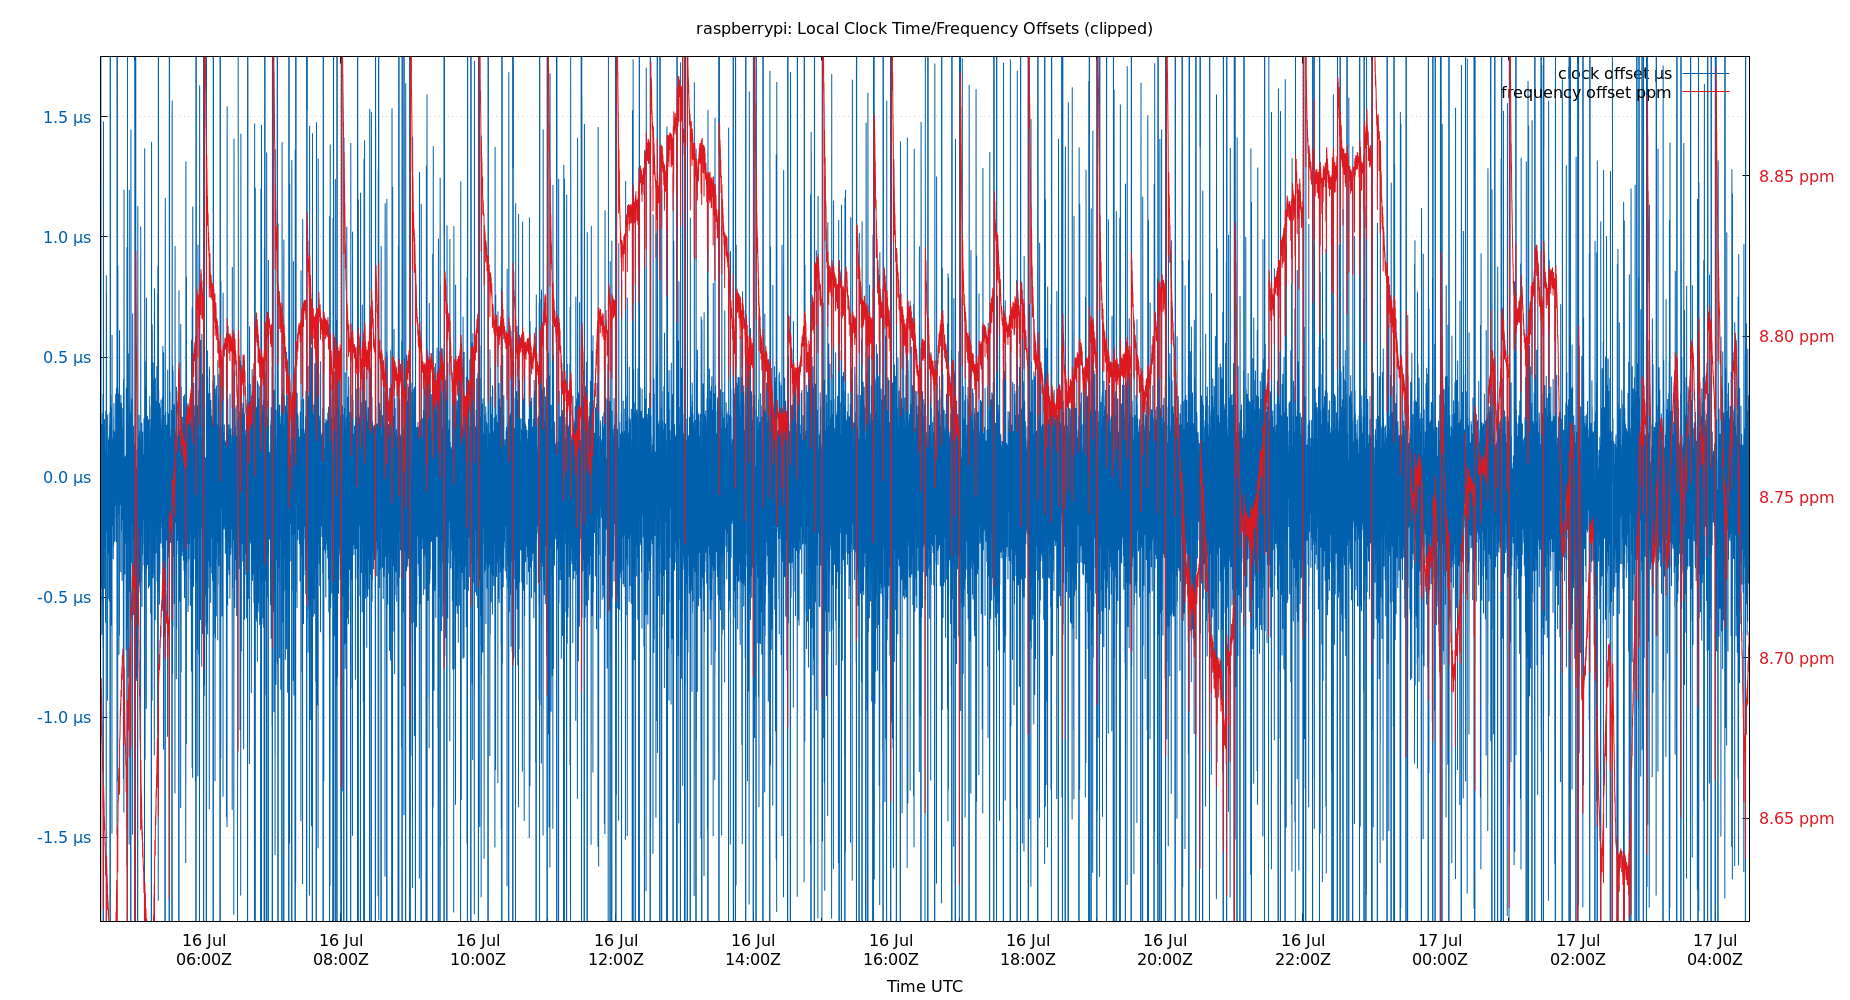 raspberrypi: Local Clock Time/Frequency Offsets (clipped)
clock offset µs
frequency offset ppm
1.5 µs
1.0 µs
0.5 µs
0.0 µs
-0.5 µs
-1.0 µs
-1.5 µs
8.85 ppm
8.80 ppm
8.75 ppm
8.70 ppm
8.65 ppm
16 Jul 16 Jul 16 Jul 16 Jul 16 Jul 16 Jul 16 Jul 16 Jul 16 Jul 17 Jul 17 Jul 17 Jul
06:00Z 08:00Z 10:00Z 12:00Z 14:00Z 16:00Z 18:00Z 20:00Z 22:00Z 00:00Z 02:00Z 04:00Z
Time UTC